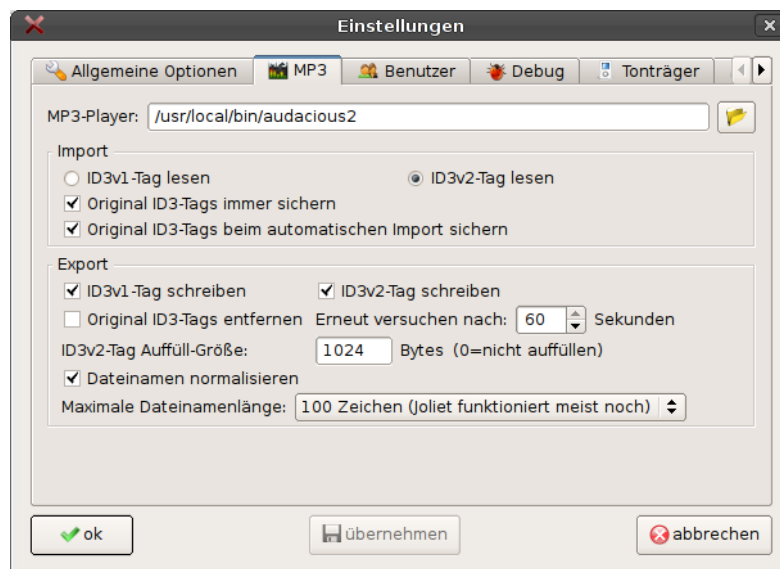 Einstellungen
Allgemeine Optionen MP3 Benutzer Debug Tonträger
MP3-Player: /usr/local/bin/audacious2
Import
ID3v1-Tag lesen ID3v2-Tag lesen
Original ID3-Tags immer sichern
Original ID3-Tags beim automatischen Import sichern
Export
ID3v1-Tag schreiben ID3v2-Tag schreiben
Original ID3-Tags entfernen Erneut versuchen nach: 60 Sekunden
ID3v2-Tag Auffüll-Größe: 1024 Bytes (0=nicht auffüllen)
Dateinamen normalisieren
Maximale Dateinamenlänge: 100 Zeichen (Joliet funktioniert meist noch)
ok übernehmen abbrechen